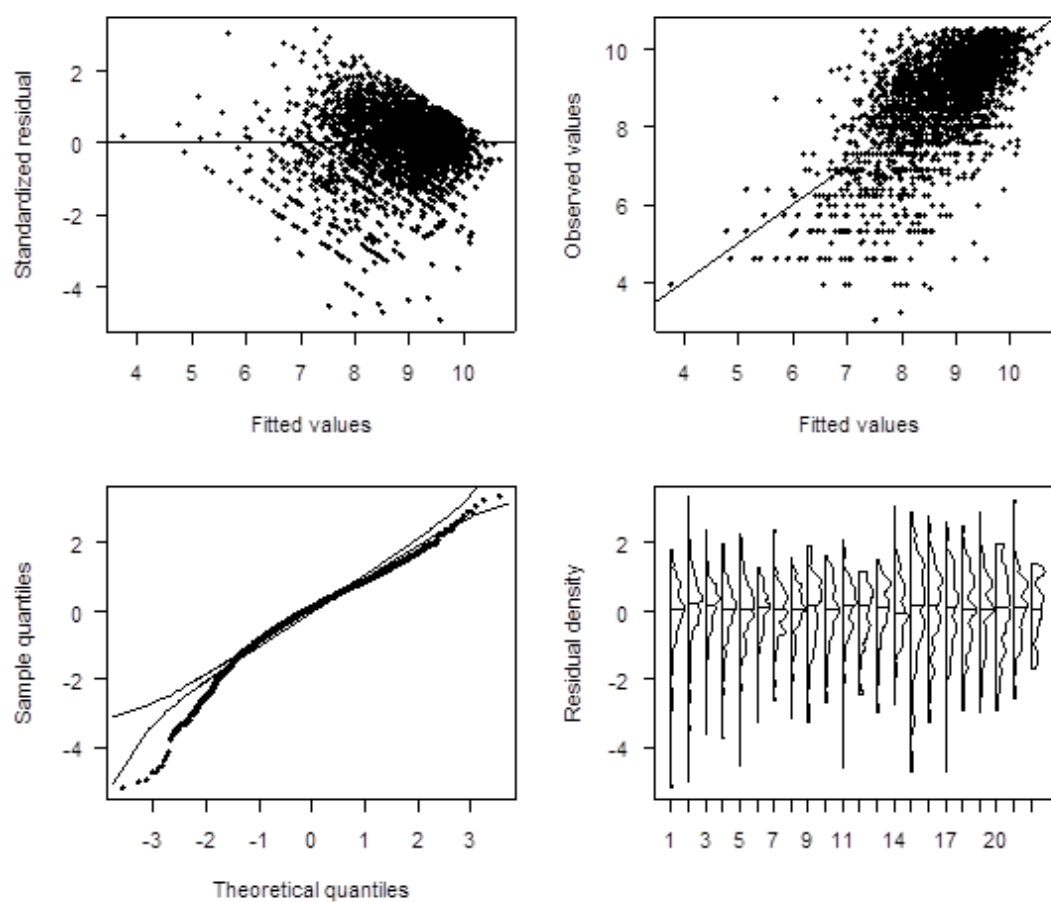 Standardized residual
2
0
-2
-4
4 5 6 7 8 9 10
Fitted values
Observed values
10
8
6
4
4 5 6 7 8 9 10
Fitted values
Sample quantiles
2
0
-2
-4
-3 -2 -1 0 1 2 3
Theoretical quantiles
Residual density
2
0
-2
-4
1 3 5 7 9 11 14 17 20